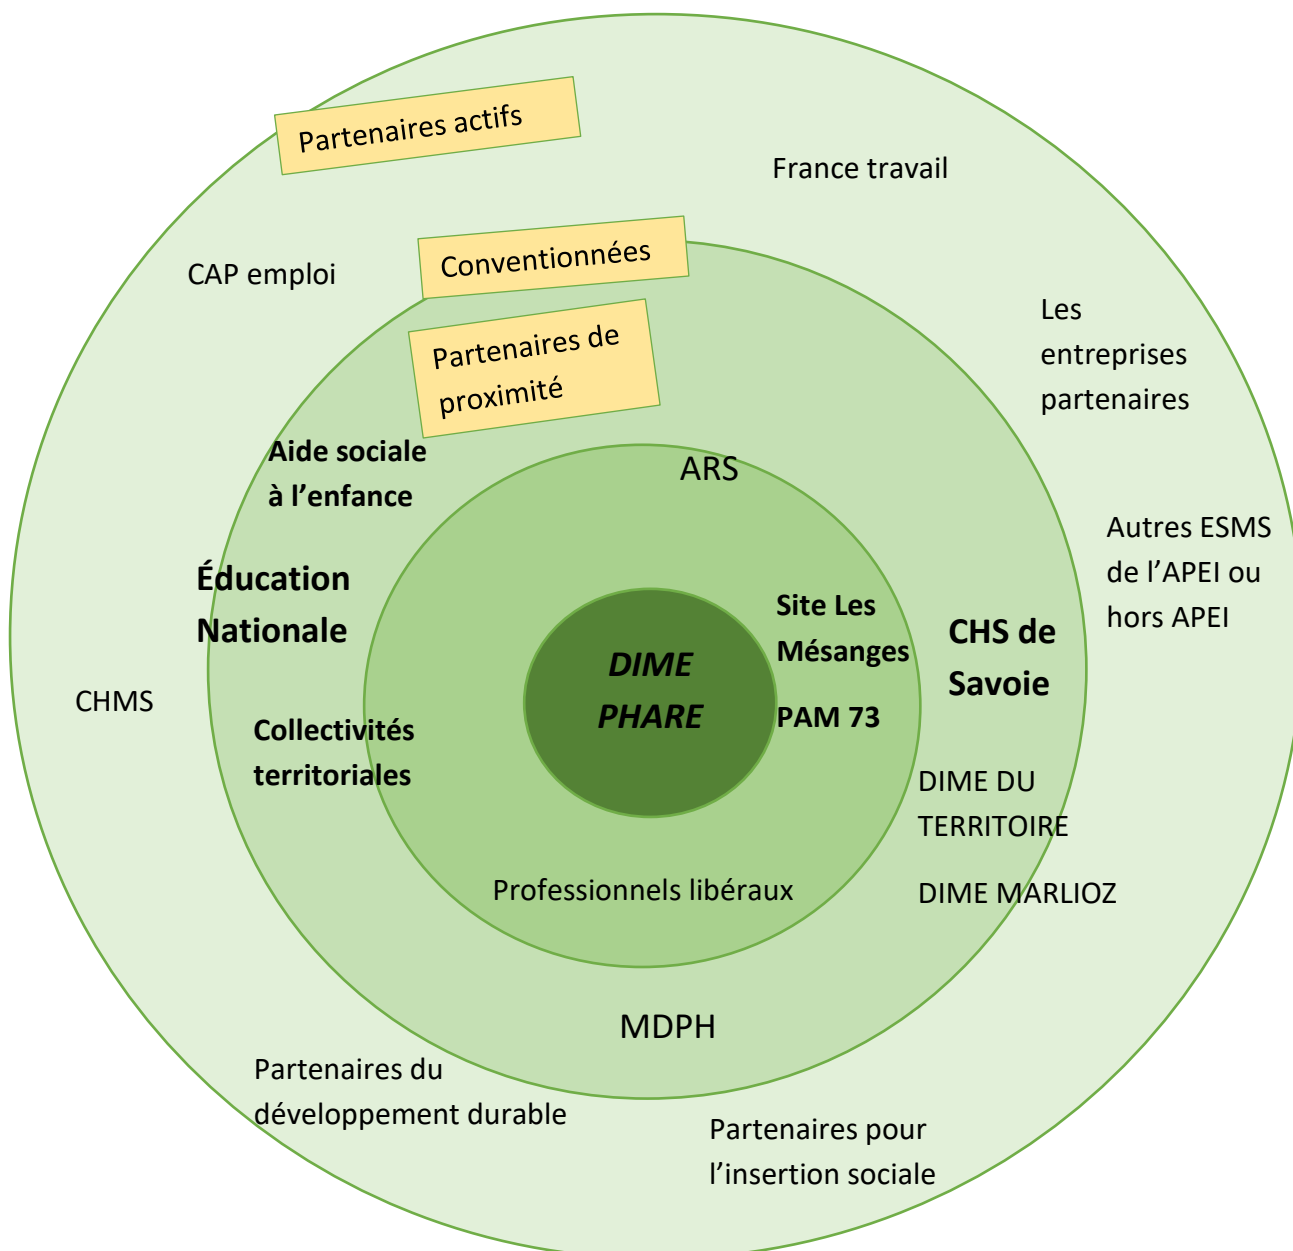 Partenaires actifs
France travail
Conventionnées
CAP emploi
Les
entreprises
partenaires
Partenaires de
proximité
Aide sociale
à l’enfance
ARS
Autres ESMS
de l’APEI ou
hors APEI
Éducation
Nationale
Site Les
Mésanges
CHS de
Savoie
DIME
PHARE
CHMS
PAM 73
Collectivités
territoriales
DIME DU
TERRITOIRE
Professionnels libéraux
DIME MARLIOZ
MDPH
Partenaires du
développement durable
Partenaires pour
l’insertion sociale